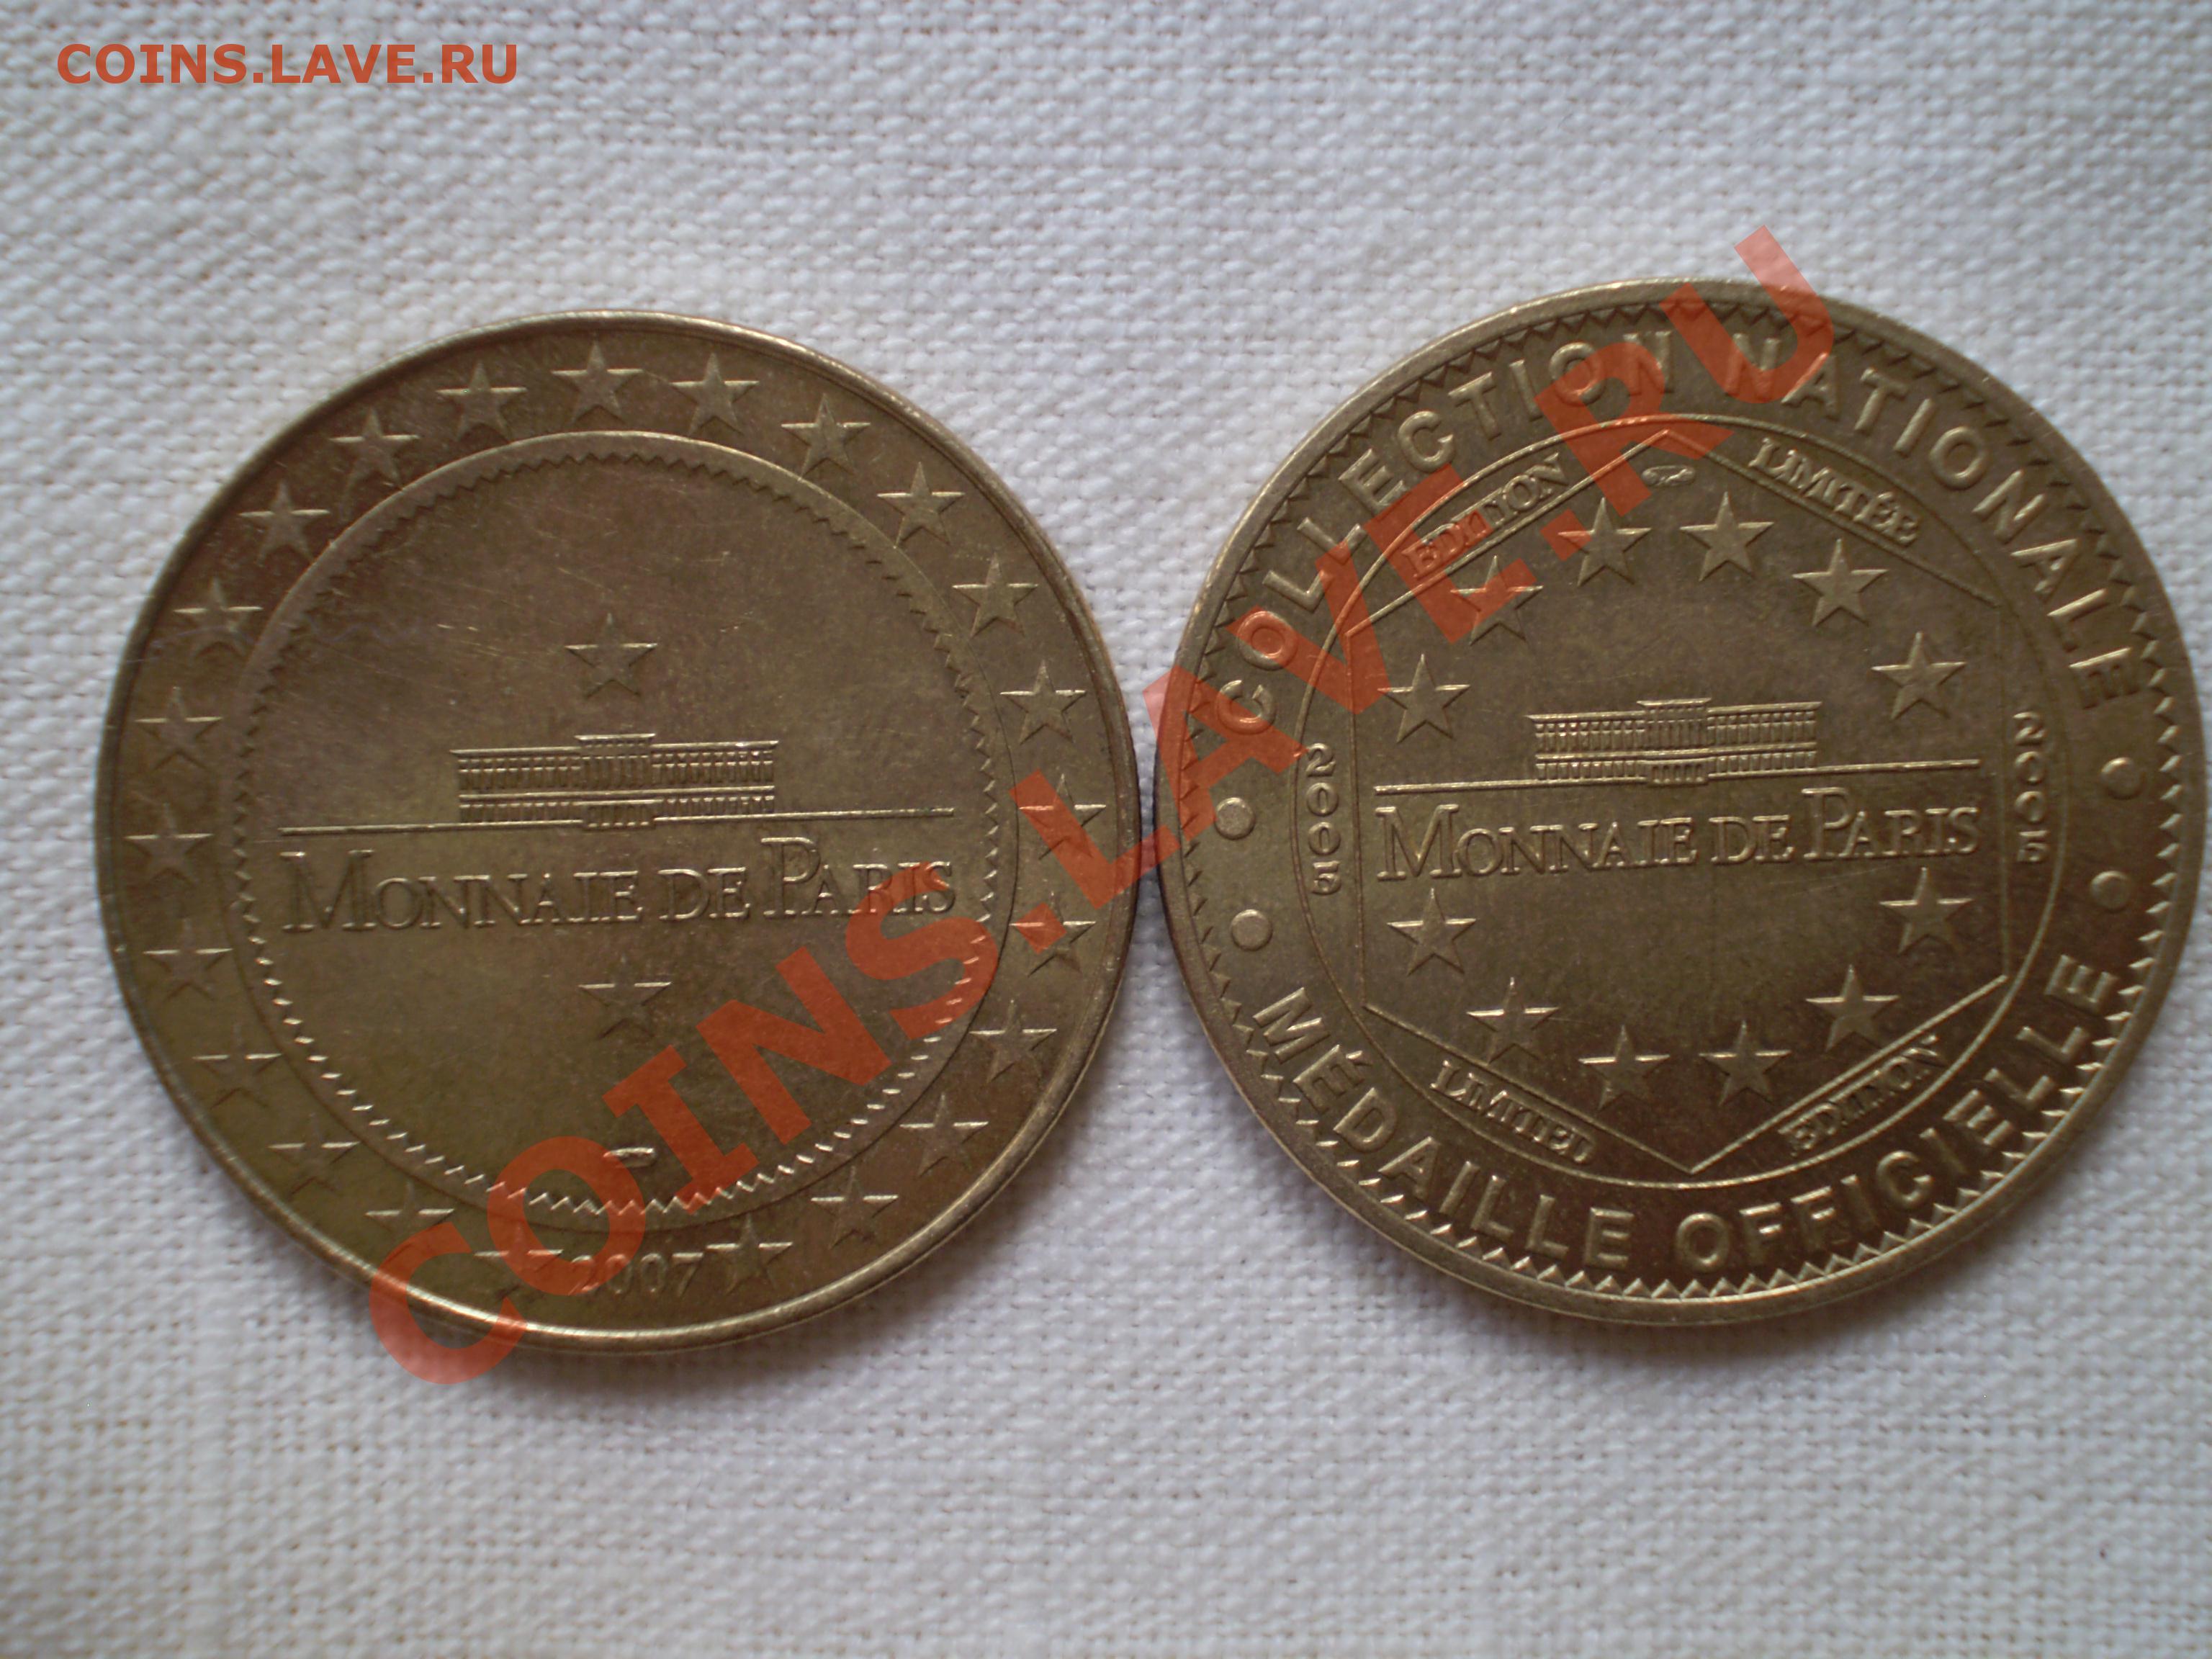 COINS.LAVE.RU
MONNAIE DE PARIS
2007
COLLECTION NATIONALE
EDITION LIMITÉE
2005
2005
MONNAIE DE PARIS
LIMITED EDITION
MÉDAILLE OFFICIELLE
COINS.LAVE.RU